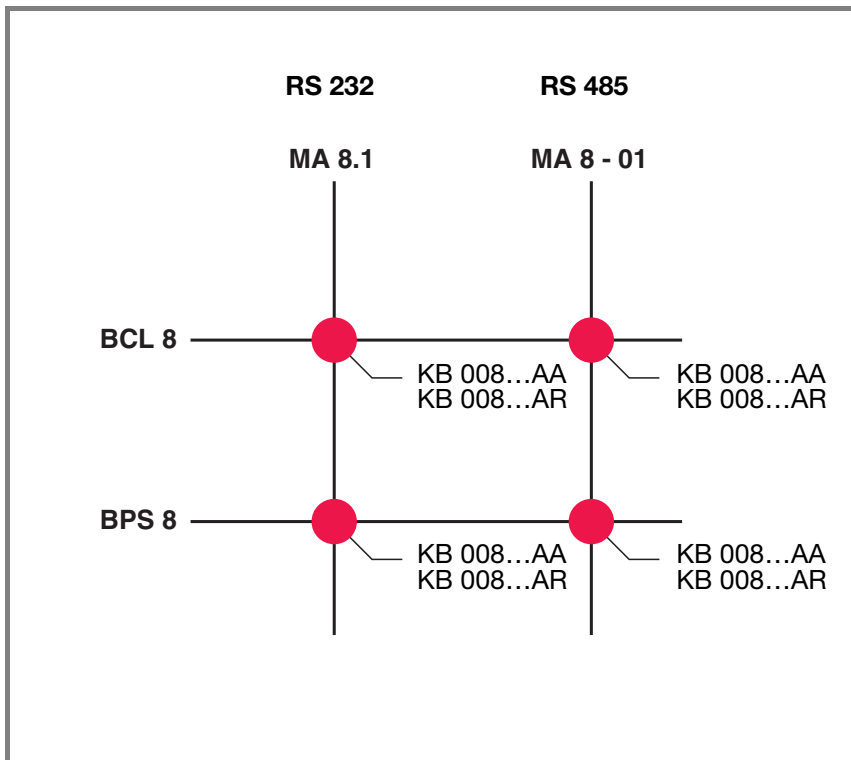 RS 232 RS 485
MA 8.1 MA 8 - 01
BCL 8
KB 008...AA KB 008...AA
KB 008...AR KB 008...AR
BPS 8
KB 008...AA KB 008...AA
KB 008...AR KB 008...AR